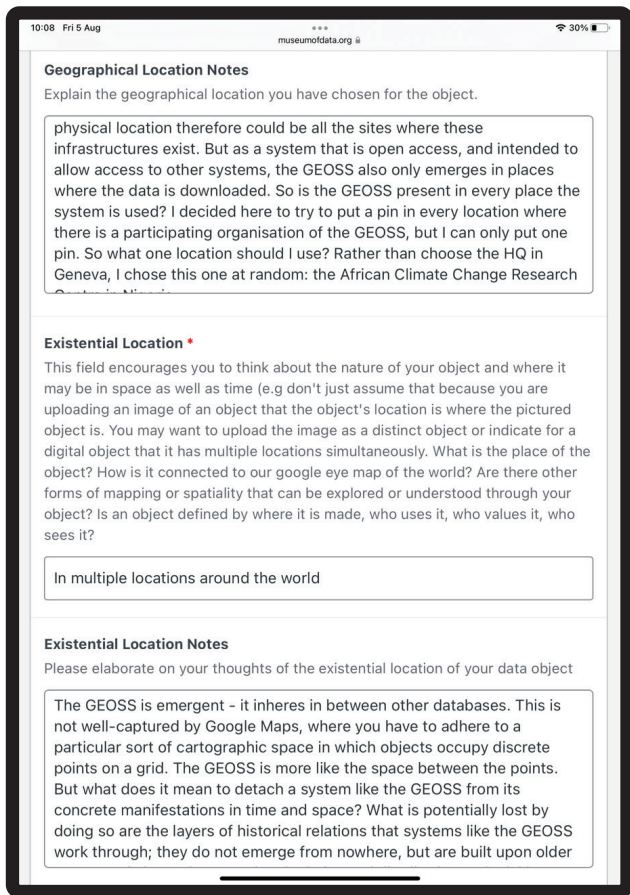 10:08 Fri 5 Aug
30%
museumofdata.org
Geographical Location Notes
Explain the geographical location you have chosen for the object.
physical location therefore could be all the sites where these
infrastructures exist. But as a system that is open access, and intended to
allow access to other systems, the GEOSS also only emerges in places
where the data is downloaded. So is the GEOSS present in every place the
system is used? I decided here to try to put a pin in every location where
there is a participating organisation of the GEOSS, but I can only put one
pin. So what one location should I use? Rather than choose the HQ in
Geneva, I chose this one at random: the African Climate Change Research
Existential Location *
This field encourages you to think about the nature of your object and where it
may be in space as well as time (e.g don't just assume that because you are
uploading an image of an object that the object's location is where the pictured
object is. You may want to upload the image as a distinct object or indicate for a
digital object that it has multiple locations simultaneously. What is the place of the
object? How is it connected to our google eye map of the world? Are there other
forms of mapping or spatiality that can be explored or understood through your
object? Is an object defined by where it is made, who uses it, who values it, who
sees it?
In multiple locations around the world
Existential Location Notes
Please elaborate on your thoughts of the existential location of your data object
The GEOSS is emergent - it inheres in between other databases. This is
not well-captured by Google Maps, where you have to adhere to a
particular sort of cartographic space in which objects occupy discrete
points on a grid. The GEOSS is more like the space between the points.
But what does it mean to detach a system like the GEOSS from its
concrete manifestations in time and space? What is potentially lost by
doing so are the layers of historical relations that systems like the GEOSS
work through; they do not emerge from nowhere, but are built upon older